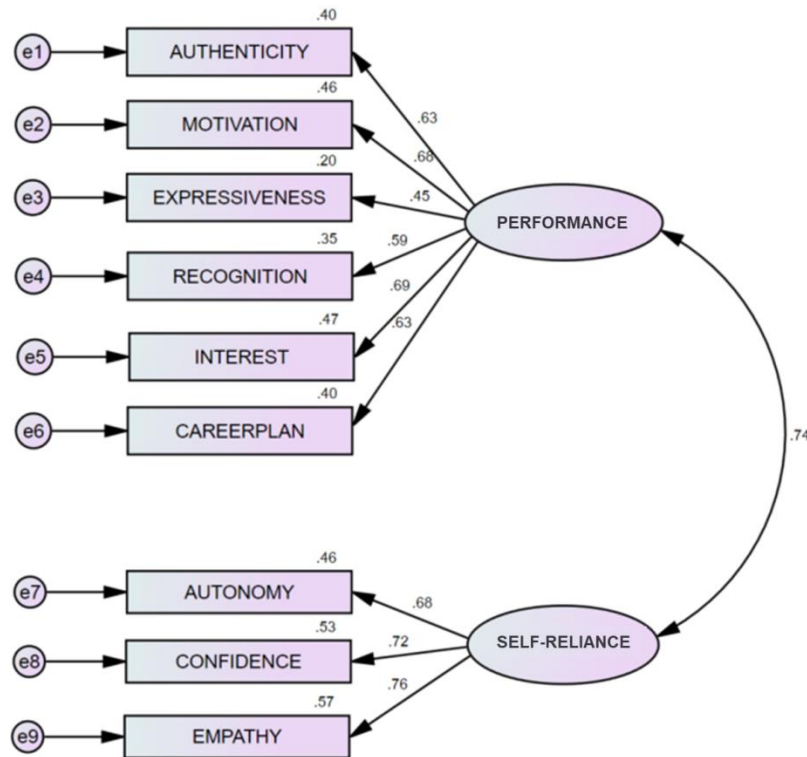 .40
e1
AUTHENTICITY
.63
.46
e2
MOTIVATION
.68
.20
e3
EXPRESSIVENESS
.45
PERFORMANCE
.35
e4
RECOGNITION
.59
.47
e5
INTEREST
.69
.40
e6
CAREERPLAN
.63
.74
.46
e7
AUTONOMY
.68
.53
e8
CONFIDENCE
.72
SELF-RELIANCE
.57
e9
EMPATHY
.76